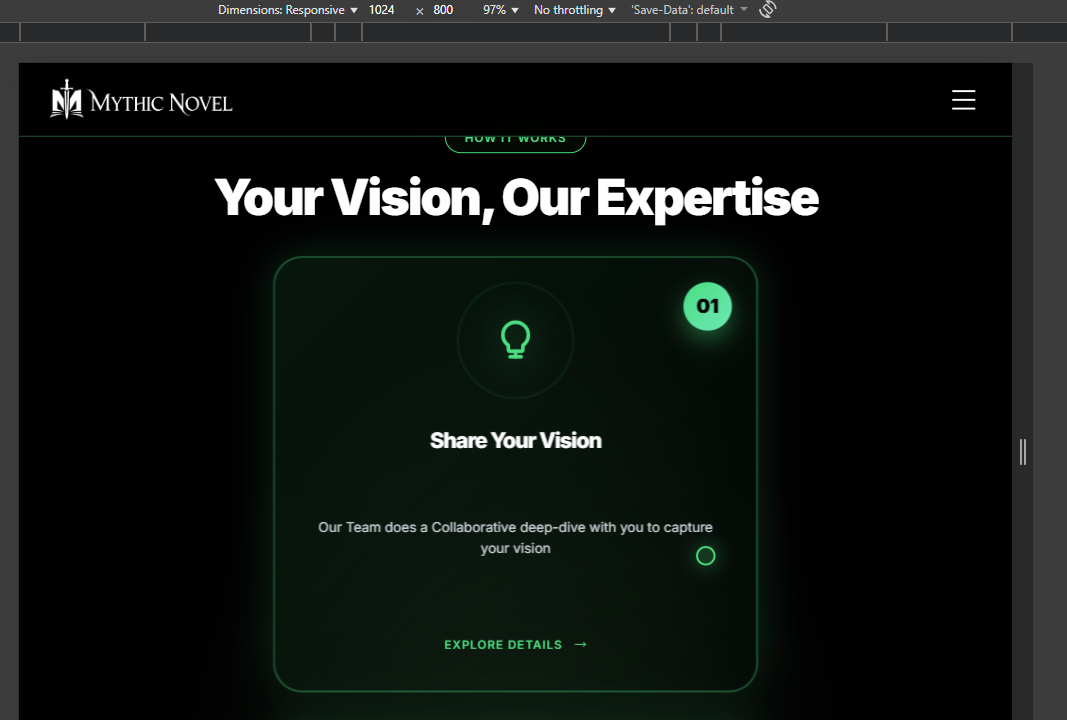 Dimensions: Responsive ▼ 1024 × 800 97% ▼ No throttling ▼ 'Save-Data': default ▼
MYTHIC NOVEL
HOW IT WORKS
Your Vision, Our Expertise
01
Share Your Vision
Our Team does a Collaborative deep-dive with you to capture
your vision
EXPLORE DETAILS →